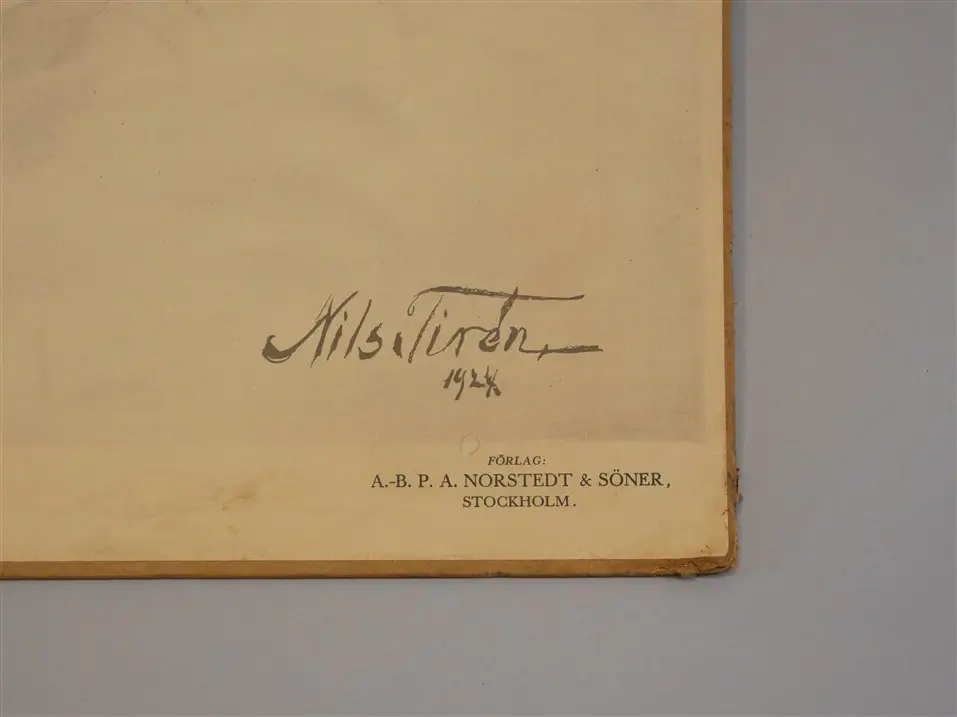 Nils Tirén
1924
FÖRLAG:
A.-B. P. A. NORSTEDT & SÖNER,
STOCKHOLM.